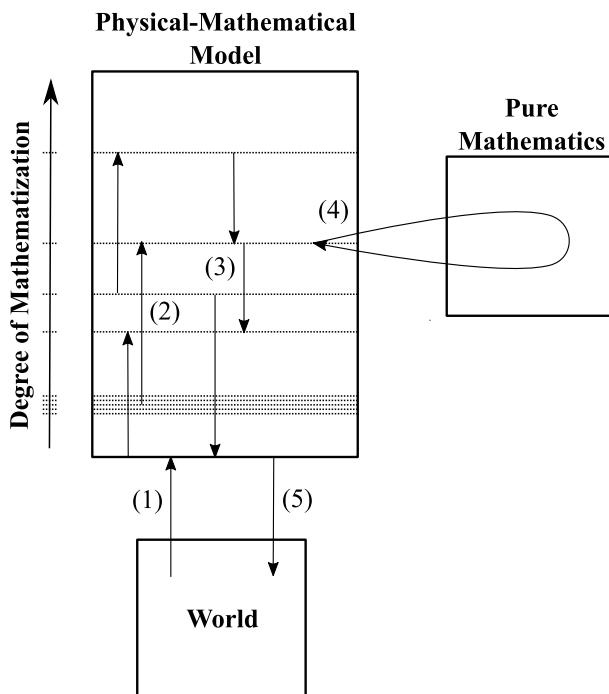 Physical-Mathematical
Model
Pure
Mathematics
Degree of Mathematization
(4)
(3)
(2)
(1)
(5)
World